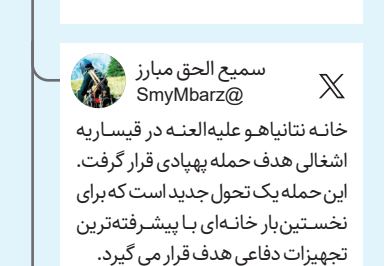 سمیع الحق مبارز
@SmyMbarz
خانه نتانیاهو علیه‌العنه در قیساریه
اشغالی هدف حمله پهپادی قرار گرفت.
این حمله یک تحول جدید است که برای
نخستین‌بار خانه‌ای با پیشرفته‌ترین
تجهیزات دفاعی هدف قرار می گیرد.